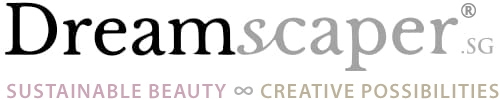 Dreamscaper®.SG
SUSTAINABLE BEAUTY ∞ CREATIVE POSSIBILITIES